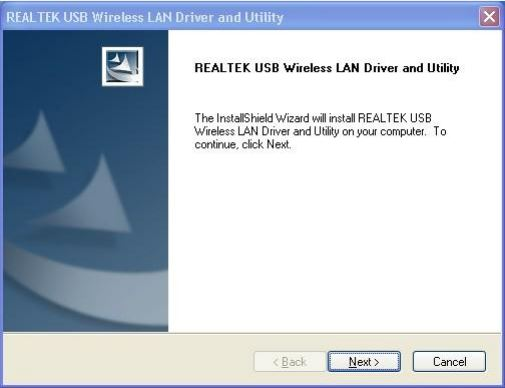 REALTEK USB Wireless LAN Driver and Utility
REALTEK USB Wireless LAN Driver and Utility
The InstallShield Wizard will install REALTEK USB
Wireless LAN Driver and Utility on your computer. To
continue, click Next.
< Back
Next >
Cancel